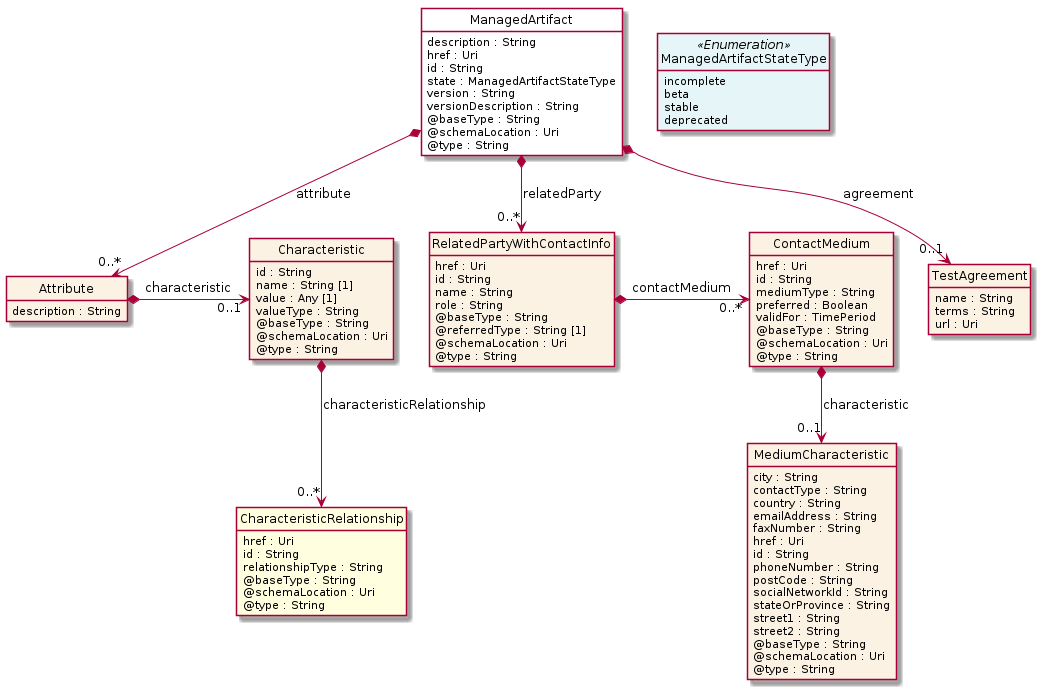 ManagedArtifact
description : String
href : Uri
id : String
state : ManagedArtifactStateType
version : String
versionDescription : String
@baseType : String
@schemaLocation : Uri
@type : String
«Enumeration»
ManagedArtifactStateType
incomplete
beta
stable
deprecated
attribute
0..*
relatedParty
0..*
agreement
0..1
Attribute
description : String
characteristic
0..1
Characteristic
id : String
name : String [1]
value : Any [1]
valueType : String
@baseType : String
@schemaLocation : Uri
@type : String
RelatedPartyWithContactInfo
href : Uri
id : String
name : String
role : String
@baseType : String
@referredType : String [1]
@schemaLocation : Uri
@type : String
contactMedium
0..*
ContactMedium
href : Uri
id : String
mediumType : String
preferred : Boolean
validFor : TimePeriod
@baseType : String
@schemaLocation : Uri
@type : String
TestAgreement
name : String
terms : String
url : Uri
characteristicRelationship
0..*
characteristic
0..1
CharacteristicRelationship
href : Uri
id : String
relationshipType : String
@baseType : String
@schemaLocation : Uri
@type : String
MediumCharacteristic
city : String
contactType : String
country : String
emailAddress : String
faxNumber : String
href : Uri
id : String
phoneNumber : String
postCode : String
socialNetworkId : String
stateOrProvince : String
street1 : String
street2 : String
@baseType : String
@schemaLocation : Uri
@type : String